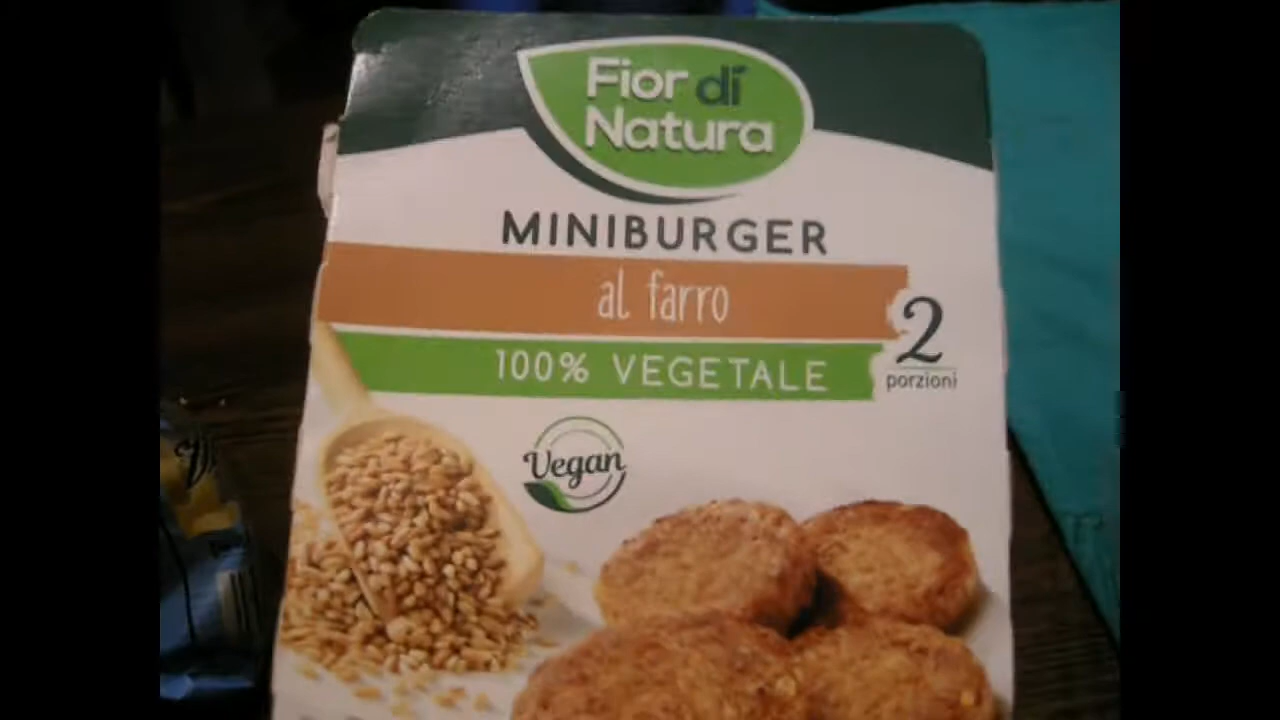 Fior di
Natura
MINIBURGER
al farro
100% VEGETALE
2
porzioni
Vegan